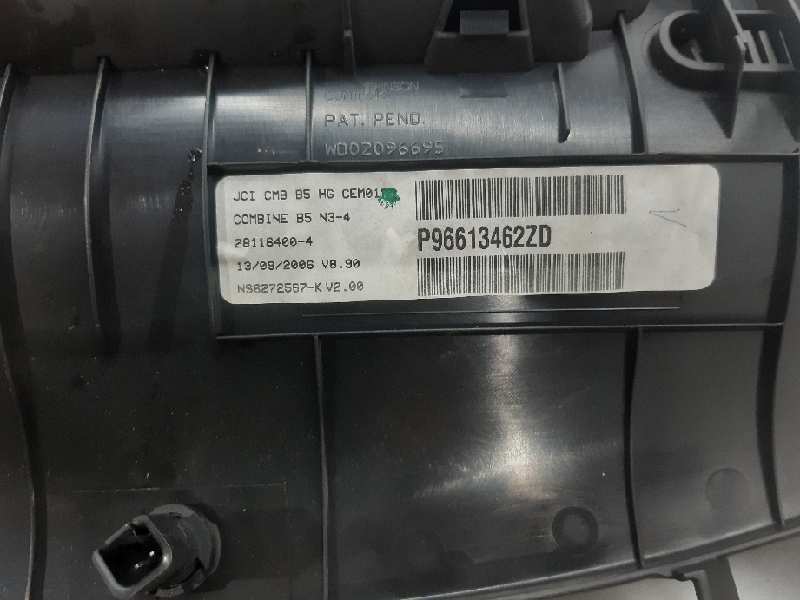 PAT. PEND.
W002096695
JCI CM3 B5 HG
COMBINE B5 N3-4
28118400-4
13/09/2006 V8.90
N98272567-K V2.00
P96613462ZD